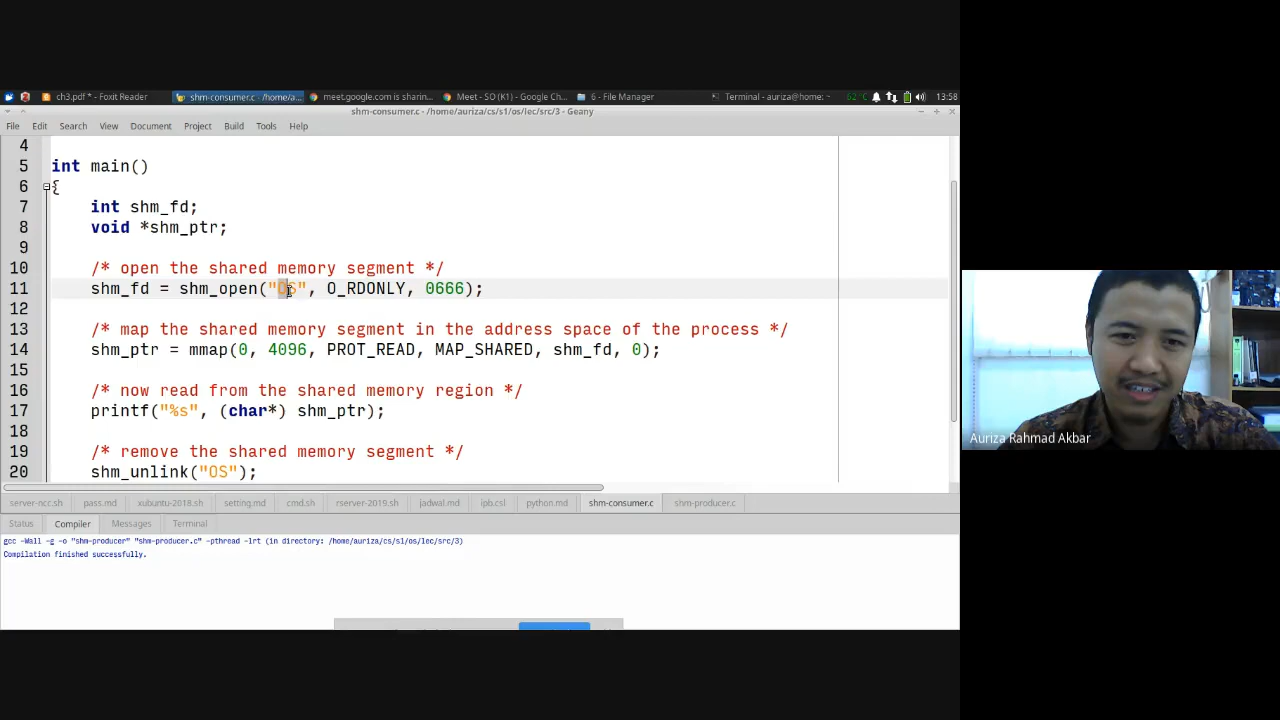 ch3.pdf * - Foxit Reader
shm-consumer.c - /home/a...
meet.google.com is sharin...
Meet - SO (K1) - Google Ch...
6 - File Manager
Terminal - auriza@home: ~
62°C
13:58
shm-consumer.c - /home/auriza/cs/s1/os/lec/src/3 - Geany
File Edit Search View Document Project Build Tools Help
4
5 int main()
6 {
7 int shm_fd;
8 void *shm_ptr;
9
10 /* open the shared memory segment */
11 shm_fd = shm_open("OS", O_RDONLY, 0666);
12
13 /* map the shared memory segment in the address space of the process */
14 shm_ptr = mmap(0, 4096, PROT_READ, MAP_SHARED, shm_fd, 0);
15
16 /* now read from the shared memory region */
17 printf("%s", (char*) shm_ptr);
18
19 /* remove the shared memory segment */
20 shm_unlink("OS");
server-ncc.sh pass.md xubuntu-2018.sh setting.md cmd.sh rserver-2019.sh jadwal.md ipb.csl python.md shm-consumer.c shm-producer.c
Status Compiler Messages Terminal
gcc -Wall -g -o "shm-producer" "shm-producer.c" -pthread -lrt (in directory: /home/auriza/cs/s1/os/lec/src/3)
Compilation finished successfully.
Auriza Rahmad Akbar